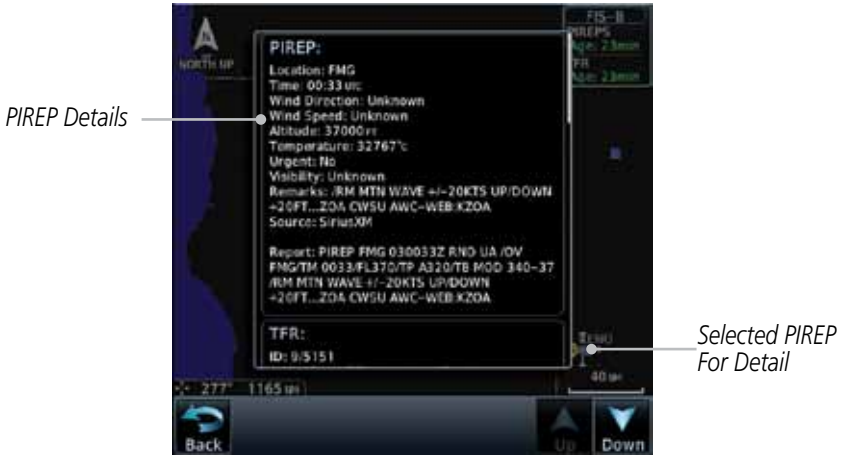 FIS-B
PIREPS
Age: 23min
TFR
Age: 23min
NORTH UP
PIREP:
Location: FMG
Time: 00:33 UTC
Wind Direction: Unknown
Wind Speed: Unknown
Altitude: 37000 FT
Temperature: 32767°C
Urgent: No
Visibility: Unknown
Remarks: /RM MTN WAVE +/-20KTS UP/DOWN
+20FT...ZOA CWSU AWC-WEB:KZOA
Source: SiriusXM
Report: PIREP FMG 030033Z RNO UA /OV
FMG/TM 0033/FL370/TP A320/TB MOD 340-37
/RM MTN WAVE +/-20KTS UP/DOWN
+20FT...ZOA CWSU AWC-WEB:KZOA
TFR:
ID: 9/5151
PIREP Details
Selected PIREP
For Detail
40
277° 1165
Back
Up
Down